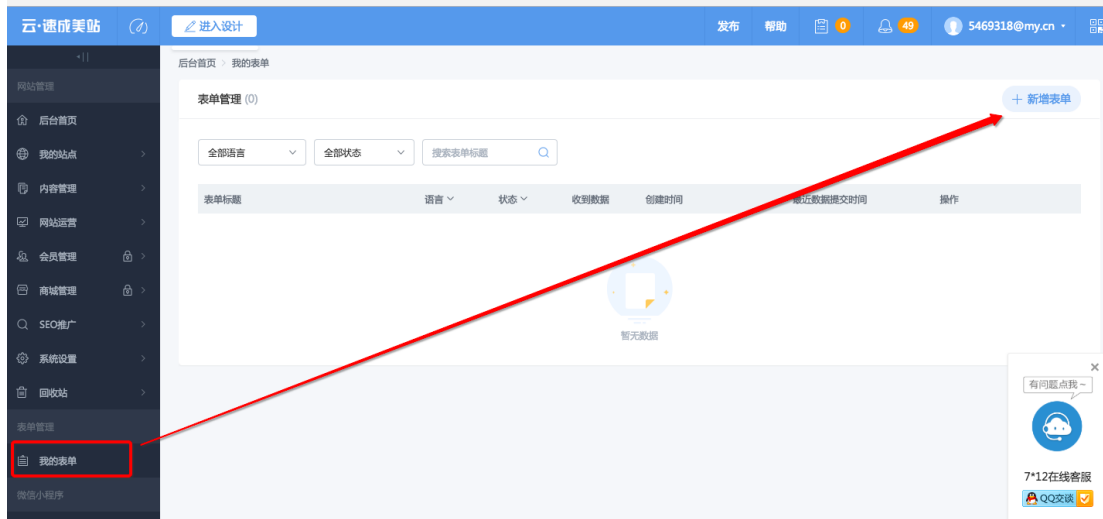 云·速成美站
进入设计
发布
帮助
0
49
5469318@my.cn
网站管理
后台首页
我的站点
内容管理
网站运营
会员管理
商城管理
SEO推广
系统设置
回收站
表单管理
我的表单
微信小程序
后台首页 > 我的表单
表单管理 (0)
+ 新增表单
全部语言
全部状态
搜索表单标题
表单标题 语言 状态 收到数据 创建时间 最近数据提交时间 操作
暂无数据
有问题点我~
7*12在线客服
QQ交谈